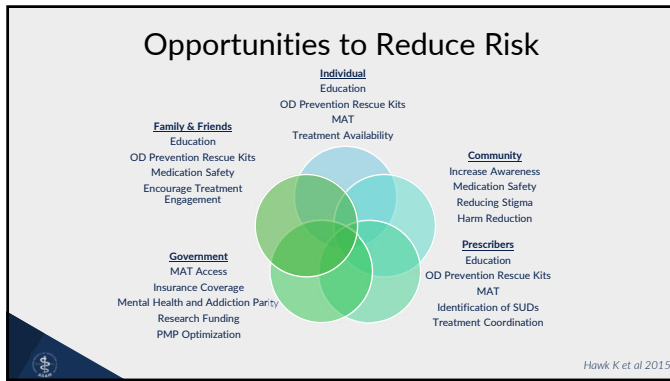 Opportunities to Reduce Risk
Individual
Education
OD Prevention Rescue Kits
MAT
Treatment Availability
Family & Friends
Education
OD Prevention Rescue Kits
Medication Safety
Encourage Treatment
Engagement
Community
Increase Awareness
Medication Safety
Reducing Stigma
Harm Reduction
Government
MAT Access
Insurance Coverage
Mental Health and Addiction Parity
Research Funding
PMP Optimization
Prescribers
Education
OD Prevention Rescue Kits
MAT
Identification of SUDs
Treatment Coordination
Hawk K et al 2015